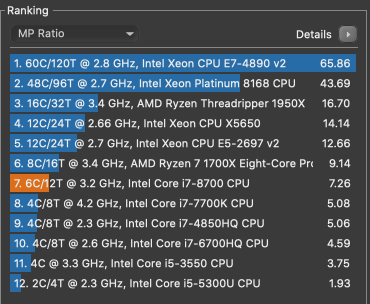 Ranking
MP Ratio
Details
1. 60C/120T @ 2.8 GHz, Intel Xeon CPU E7-4890 v2 65.86
2. 48C/96T @ 2.7 GHz, Intel Xeon Platinum 8168 CPU 43.69
3. 16C/32T @ 3.4 GHz, AMD Ryzen Threadripper 1950X 16.70
4. 12C/24T @ 2.66 GHz, Intel Xeon CPU X5650 14.14
5. 12C/24T @ 2.7 GHz, Intel Xeon CPU E5-2697 v2 12.66
6. 8C/16T @ 3.4 GHz, AMD Ryzen 7 1700X Eight-Core Pro 9.14
7. 6C/12T @ 3.2 GHz, Intel Core i7-8700 CPU 7.26
8. 4C/8T @ 4.2 GHz, Intel Core i7-7700K CPU 5.08
9. 4C/8T @ 2.3 GHz, Intel Core i7-4850HQ CPU 5.06
10. 4C/8T @ 2.6 GHz, Intel Core i7-6700HQ CPU 4.59
11. 4C @ 3.3 GHz, Intel Core i5-3550 CPU 3.75
12. 2C/4T @ 2.3 GHz, Intel Core i5-5300U CPU 1.93